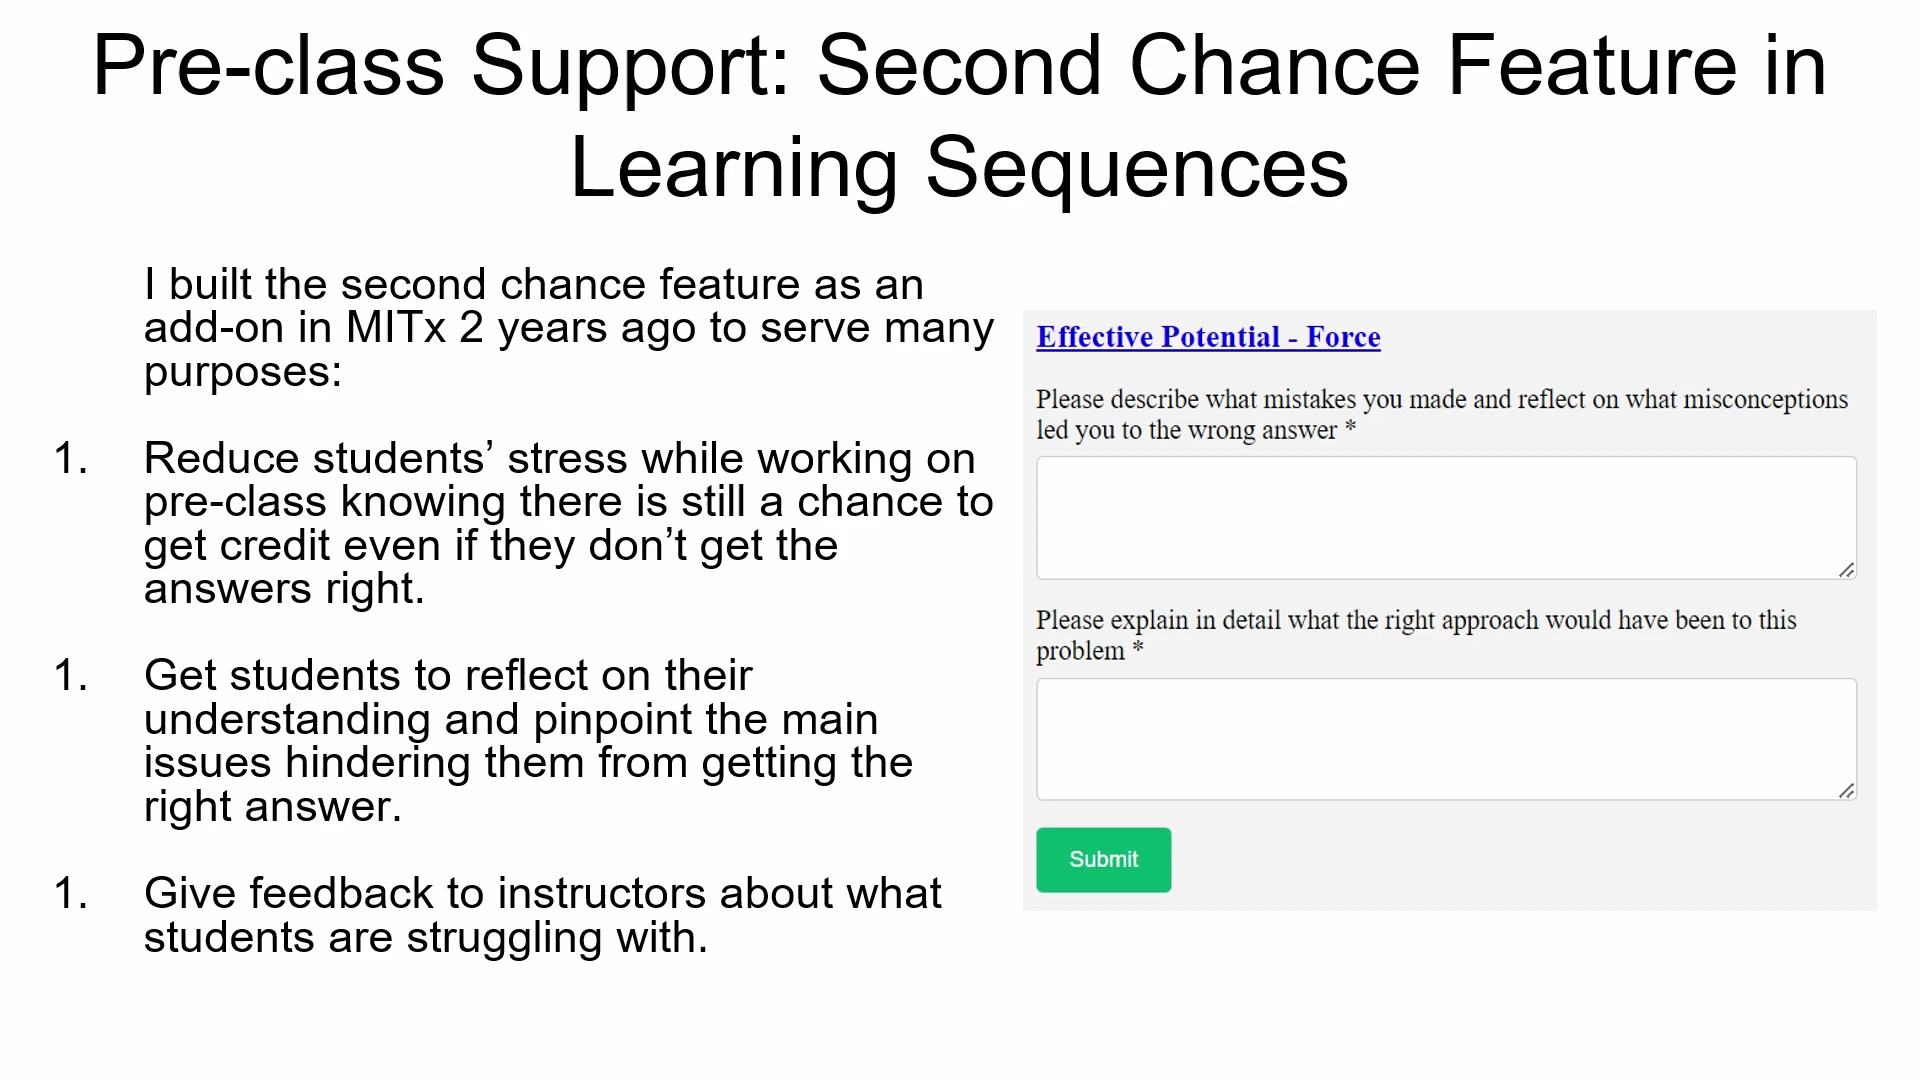 Pre-class Support: Second Chance Feature in
Learning Sequences
I built the second chance feature as an
add-on in MITx 2 years ago to serve many
purposes:
1. Reduce students’ stress while working on
pre-class knowing there is still a chance to
get credit even if they don’t get the
answers right.
1. Get students to reflect on their
understanding and pinpoint the main
issues hindering them from getting the
right answer.
1. Give feedback to instructors about what
students are struggling with.
Effective Potential - Force
Please describe what mistakes you made and reflect on what misconceptions
led you to the wrong answer *
Please explain in detail what the right approach would have been to this
problem *
Submit